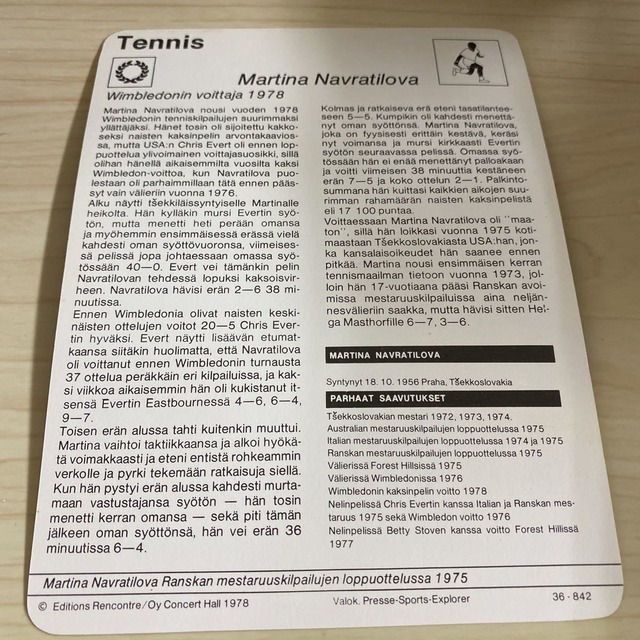 Tennis
Martina Navratilova
Wimbledonin voittaja 1978
Martina Navratilova nousi vuoden 1978
Wimbledonin tenniskilpailujen suurimmaksi
yllättäjäksi. Hänet tosin oli sijoitettu kakko-
seksi naisten kaksinpelin arvontakaavios-
sa, mutta USA:n Chris Evert oli ennen lop-
puottelua ylivoimainen voittajasuosikki, sillä
olihan hänellä aikaisemmilta vuosilta kaksi
Wimbledon-voittoa, kun Navratilova puo-
lestaan oli parhaimmillaan tätä ennen pääs-
syt vain välieriin vuonna 1976.
Alku näytti tšekkiläissyntyiselle Martinalle
heikolta. Hän kylläkin mursi Evertin syö-
tön, mutta menetti heti perään omansa
ja myöhemmin ensimmäisessä erässä vielä
kahdesti oman syöttövuoronsa, viimeises-
sä pelissä jopa johtaessaan omassa syö-
tössään 40—0. Evert vei tämänkin pelin
Navratilovan tehdessä lopuksi kaksoisvir-
heen. Navratilova hävisi erän 2—6 38 mi-
nuutissa.
Ennen Wimbledonia olivat naisten keski-
näisten ottelujen voitot 20—5 Chris Ever-
tin hyväksi. Evert näytti lisäävän etumat-
kaansa siitäkin huolimatta, että Navratilova
oli voittanut ennen Wimbledonin turnausta
37 ottelua peräkkäin eri kilpailuissa, ja kak-
si viikkoa aikaisemmin hän oli kukistanut it-
sensä Evertin Eastbournessä 4—6, 6—4,
9—7.
Toisen erän alussa tahti kuitenkin muuttui.
Martina vaihtoi taktiikkaansa ja alkoi hyökä-
tä voimakkaasti ja eteni entistä rohkeammin
verkolle ja pyrki tekemään ratkaisuja siellä.
Kun hän pystyi erän alussa kahdesti murta-
maan vastustajansa syötön — hän tosin
menetti kerran omansa — sekä piti tämän
jälkeen oman syöttönsä, hän vei erän 36
minuutissa 6—4.
Kolmas ja ratkaiseva erä eteni tasatilantee-
seen 5—5. Kumpikin oli kahdesti menettä-
nyt oman syöttönsä. Martina Navratilova,
joka on fyysisesti erittäin kestävä, keräsi
nyt voimansa ja mursi kirkkaasti Evertin
syötön seuraavassa pelissä. Omassa syö-
tössään hän ei enää menettänyt palloakaan
ja voitti viimeisen 38 minuuttia kestäneen
erän 7—5 ja koko ottelun 2—1. Palkinto-
summana hän kuittasi kaikkien aikojen suu-
rimman rahamäärän naisten kaksinpelistä
eli 17 100 puntaa.
Voittaessaan Martina Navratilova oli ''maa-
ton'', sillä hän loikkasi vuonna 1975 koti-
maastaan Tšekkoslovakiasta USA:han, jon-
ka kansalaisoikeudet hän saanee ennen
pitkää. Martina nousi ensimmäisen kerran
tennismaailman tietoon vuonna 1973, jol-
loin hän 17-vuotiaana pääsi Ranskan avoi-
missa mestaruuskilpailuissa aina neljän-
nesvälieriin saakka, mutta hävisi sitten Hel-
ga Masthorfille 6—7, 3—6.
MARTINA NAVRATILOVA
Syntynyt 18. 10. 1956 Praha, Tšekkoslovakia
PARHAAT SAAVUTUKSET
Tšekkoslovakian mestari 1972, 1973, 1974.
Australian mestaruuskilpailujen loppuottelussa 1975
Italian mestaruuskilpailujen loppuottelussa 1974 ja 1975
Ranskan mestaruuskilpailujen loppuottelussa 1975
Välierissä Forest Hillsissä 1975
Välierissä Wimbledonissa 1976
Wimbledonin kaksinpelin voitto 1978
Nelinpelissä Chris Evertin kanssa Italian ja Ranskan mes-
taruus 1975 sekä Wimbledon voitto 1976
Nelinpelissä Betty Stoven kanssa voitto Forest Hillissä
1977
Martina Navratilova Ranskan mestaruuskilpailujen loppuottelussa 1975
© Editions Rencontre/Oy Concert Hall 1978
Valok. Presse-Sports-Explorer
36 - 842